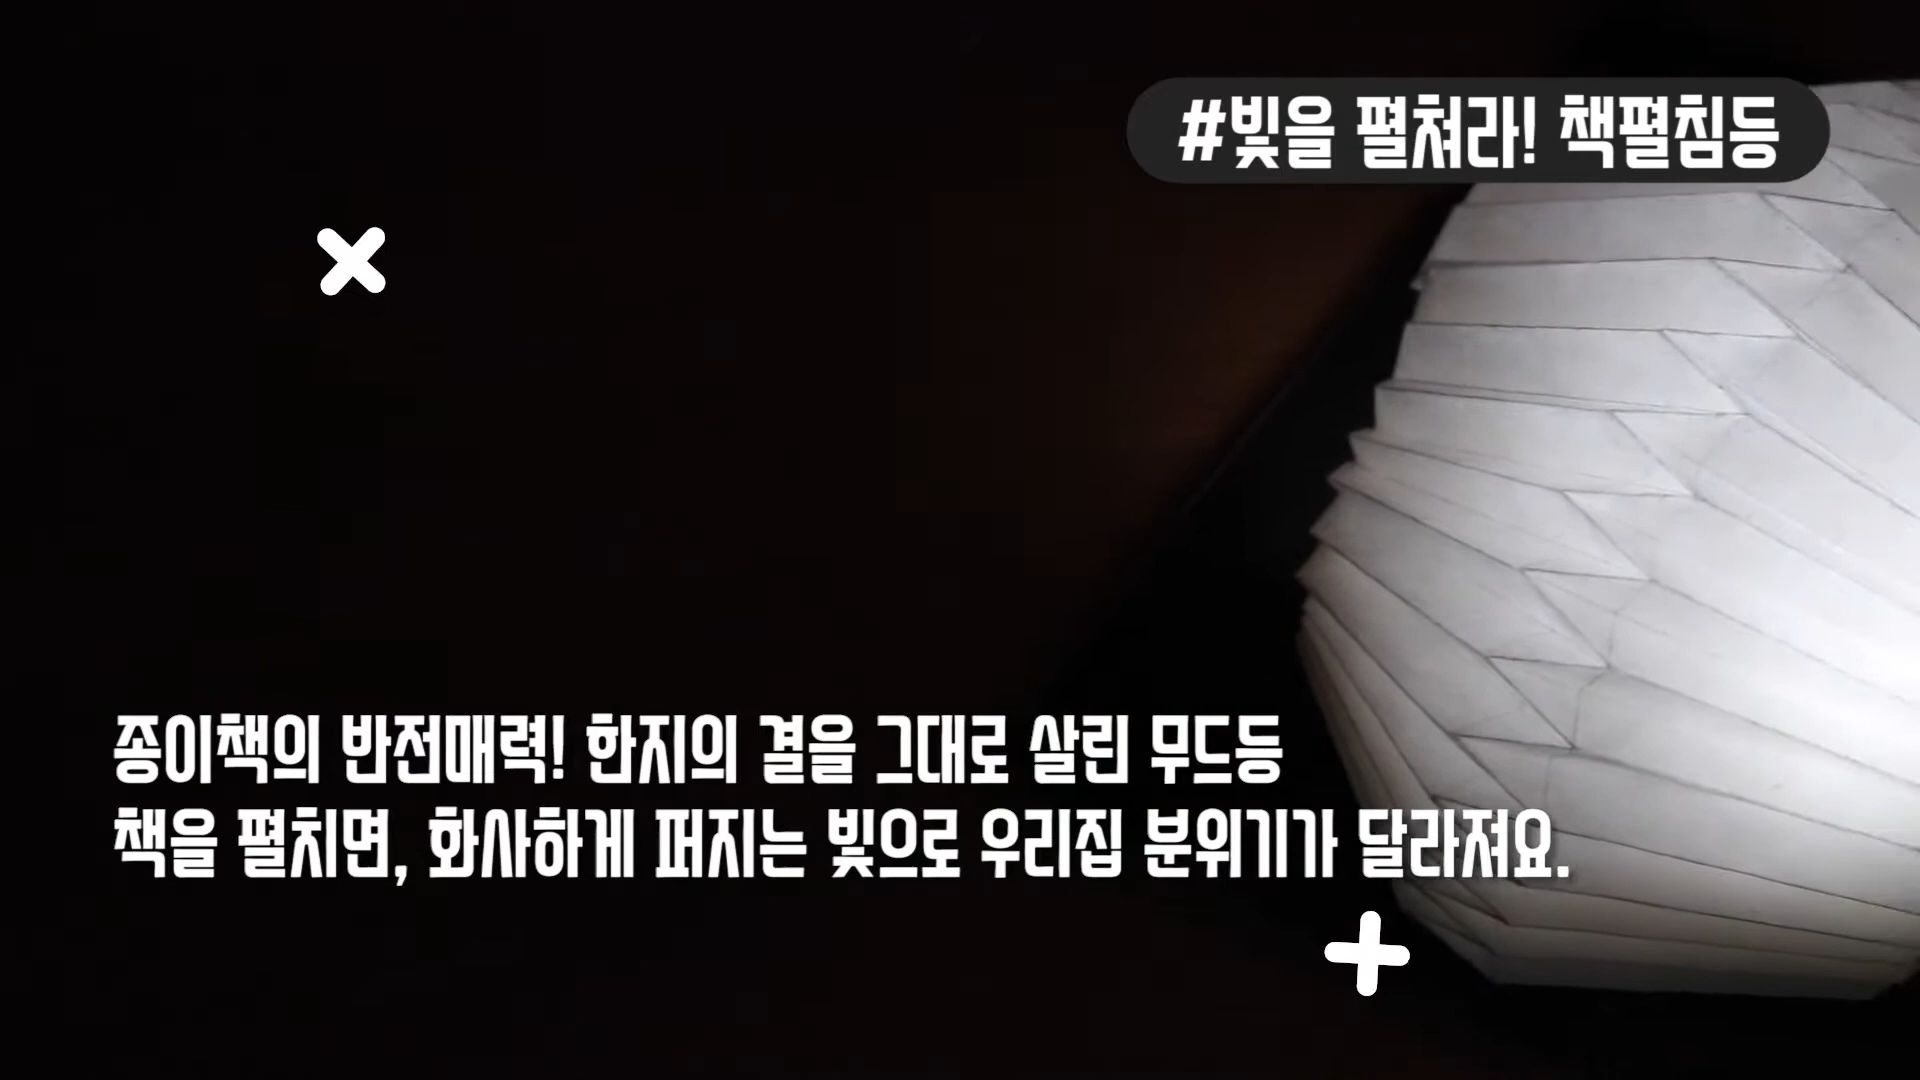 #빛을 펼쳐라! 책펼침등
종이책의 반전매력! 한지의 결을 그대로 살린 무드등
책을 펼치면, 화사하게 퍼지는 빛으로 우리집 분위기가 달라져요.